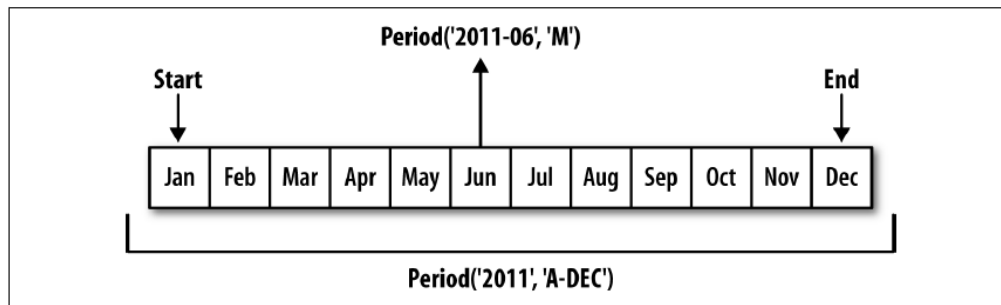 Period('2011-06', 'M')
Start
End
Jan Feb Mar Apr May Jun Jul Aug Sep Oct Nov Dec
Period('2011', 'A-DEC')